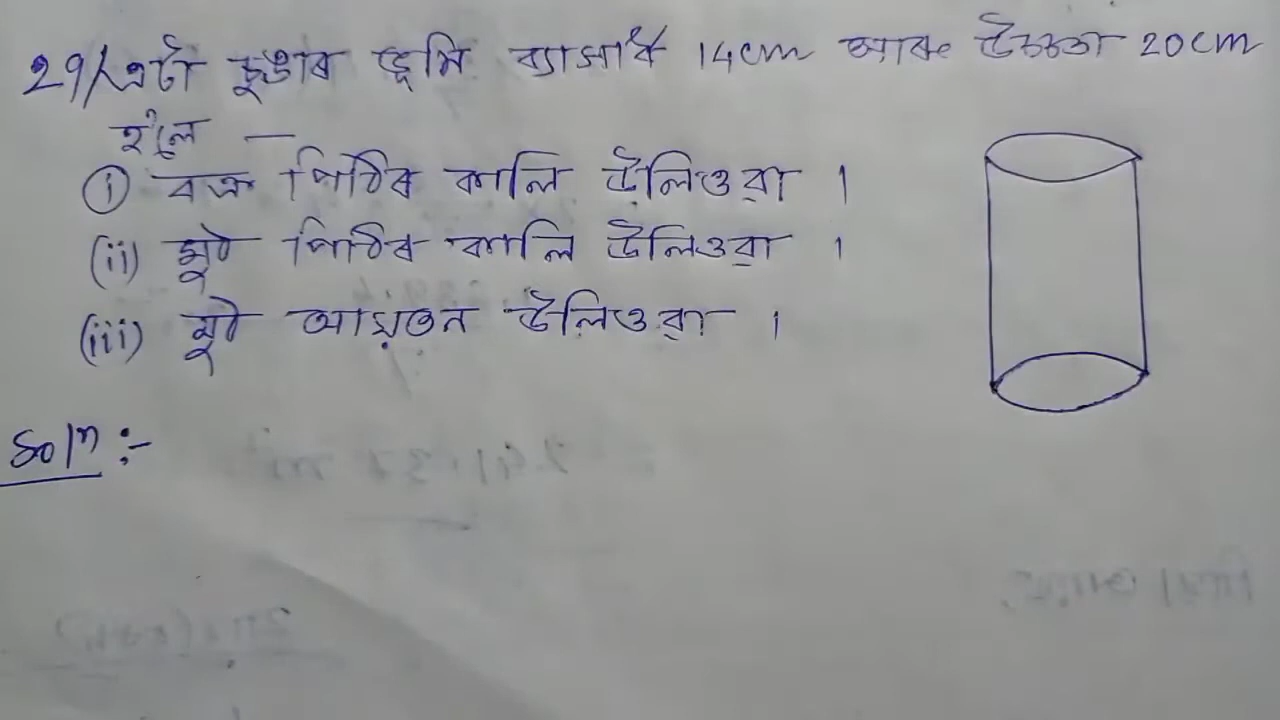 29/ এটা চুঙাৰ ভূমি ব্যাসাৰ্ধ 14cm আৰু উচ্চতা 20cm
হ'লে —
(i) বক্ৰ পিঠিৰ কালি উলিওৱা ।
(ii) মুঠ পিঠিৰ কালি উলিওৱা ।
(iii) মুঠ আয়তন উলিওৱা ।
Solⁿ :-